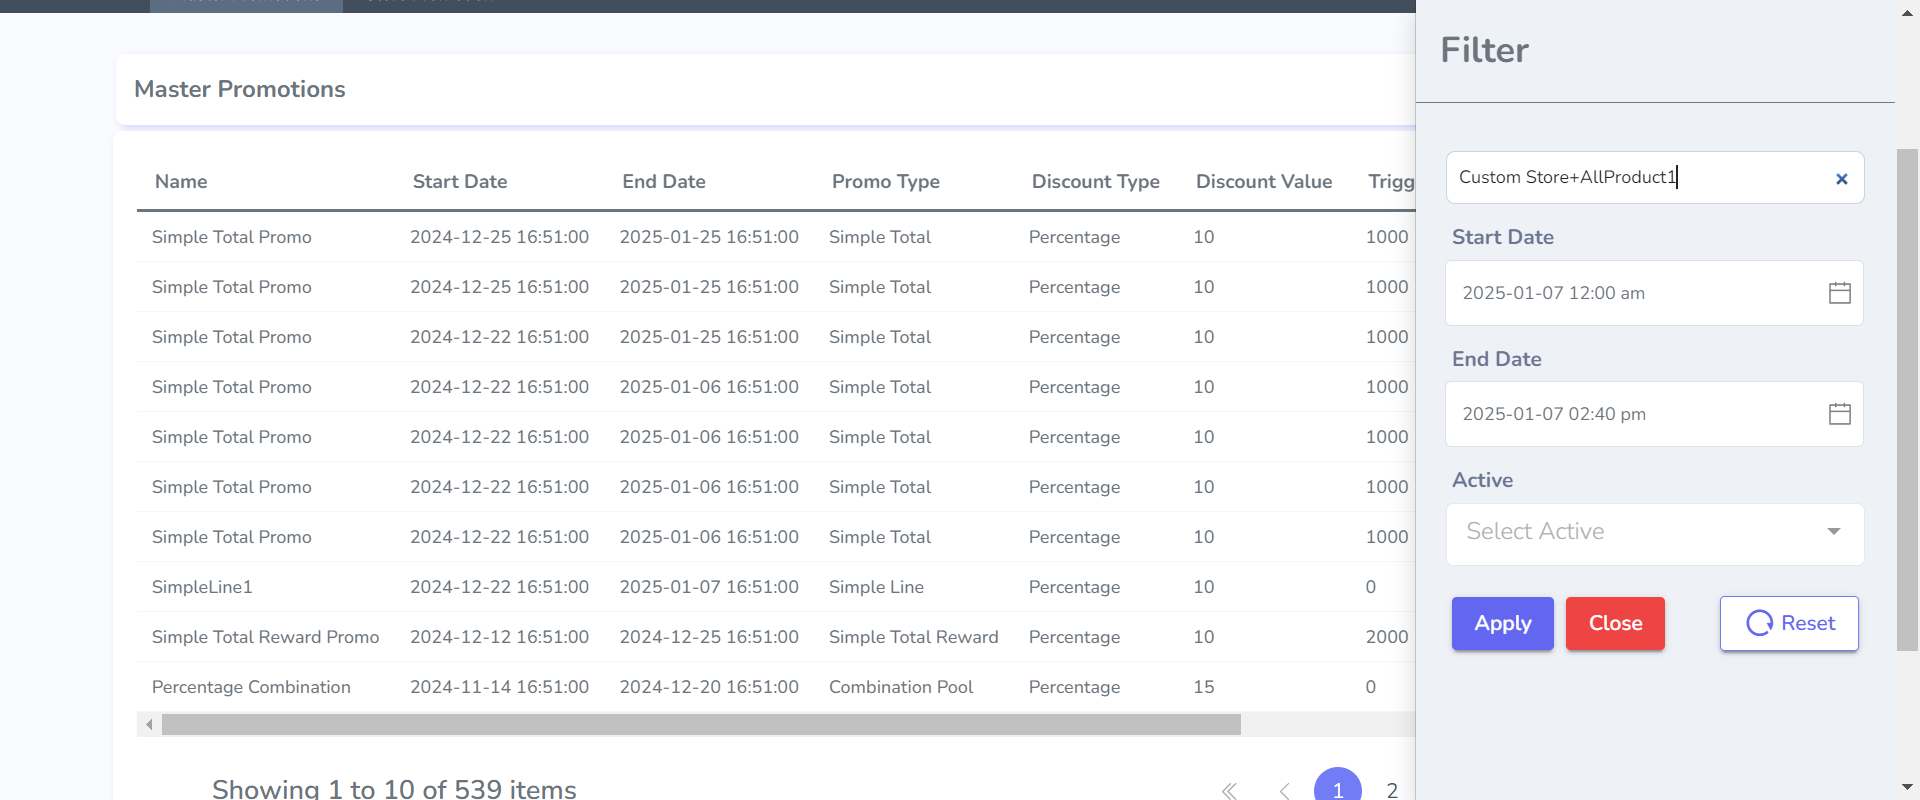 Master Promotions
Name Start Date End Date Promo Type Discount Type Discount Value Trigg
Simple Total Promo 2024-12-25 16:51:00 2025-01-25 16:51:00 Simple Total Percentage 10 1000
Simple Total Promo 2024-12-25 16:51:00 2025-01-25 16:51:00 Simple Total Percentage 10 1000
Simple Total Promo 2024-12-22 16:51:00 2025-01-25 16:51:00 Simple Total Percentage 10 1000
Simple Total Promo 2024-12-22 16:51:00 2025-01-06 16:51:00 Simple Total Percentage 10 1000
Simple Total Promo 2024-12-22 16:51:00 2025-01-06 16:51:00 Simple Total Percentage 10 1000
Simple Total Promo 2024-12-22 16:51:00 2025-01-06 16:51:00 Simple Total Percentage 10 1000
Simple Total Promo 2024-12-22 16:51:00 2025-01-06 16:51:00 Simple Total Percentage 10 1000
SimpleLine1 2024-12-22 16:51:00 2025-01-07 16:51:00 Simple Line Percentage 10 0
Simple Total Reward Promo 2024-12-12 16:51:00 2024-12-25 16:51:00 Simple Total Reward Percentage 10 2000
Percentage Combination 2024-11-14 16:51:00 2024-12-20 16:51:00 Combination Pool Percentage 15 0
Showing 1 to 10 of 539 items
1 2
Filter
Custom Store+AllProduct1
Start Date
2025-01-07 12:00 am
End Date
2025-01-07 02:40 pm
Active
Select Active
Apply Close Reset